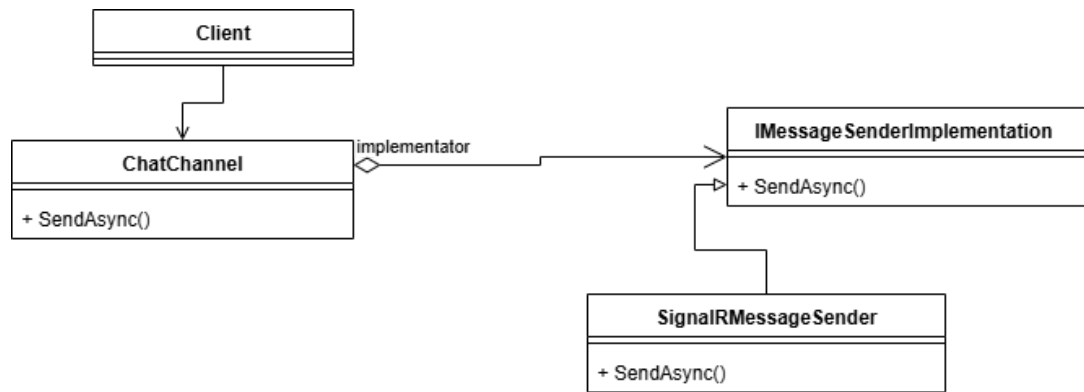 Client
ChatChannel
+ SendAsync()
implementator
IMessageSenderImplementation
+ SendAsync()
SignalRMessageSender
+ SendAsync()